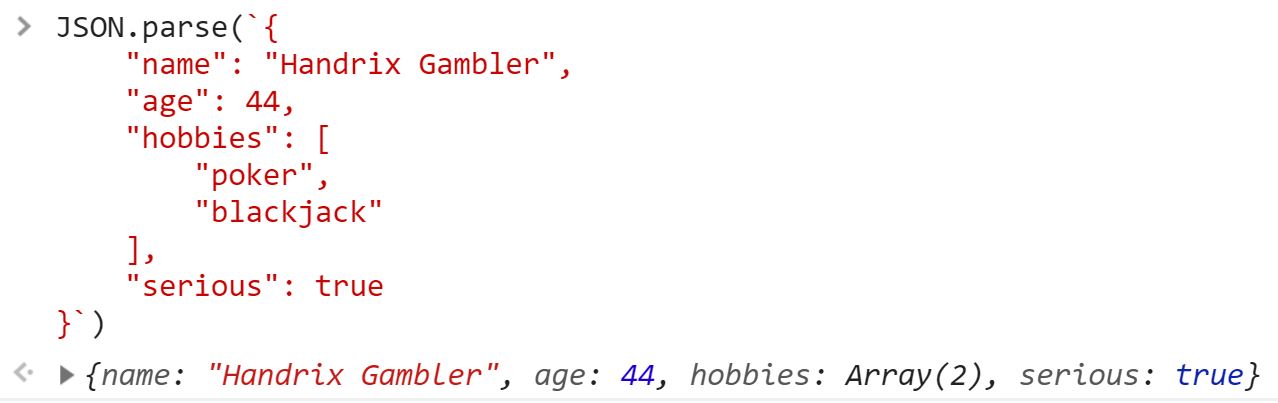 > JSON.parse(`{
    "name": "Handrix Gambler",
    "age": 44,
    "hobbies": [
        "poker",
        "blackjack"
    ],
    "serious": true
}`)
{name: "Handrix Gambler", age: 44, hobbies: Array(2), serious: true}